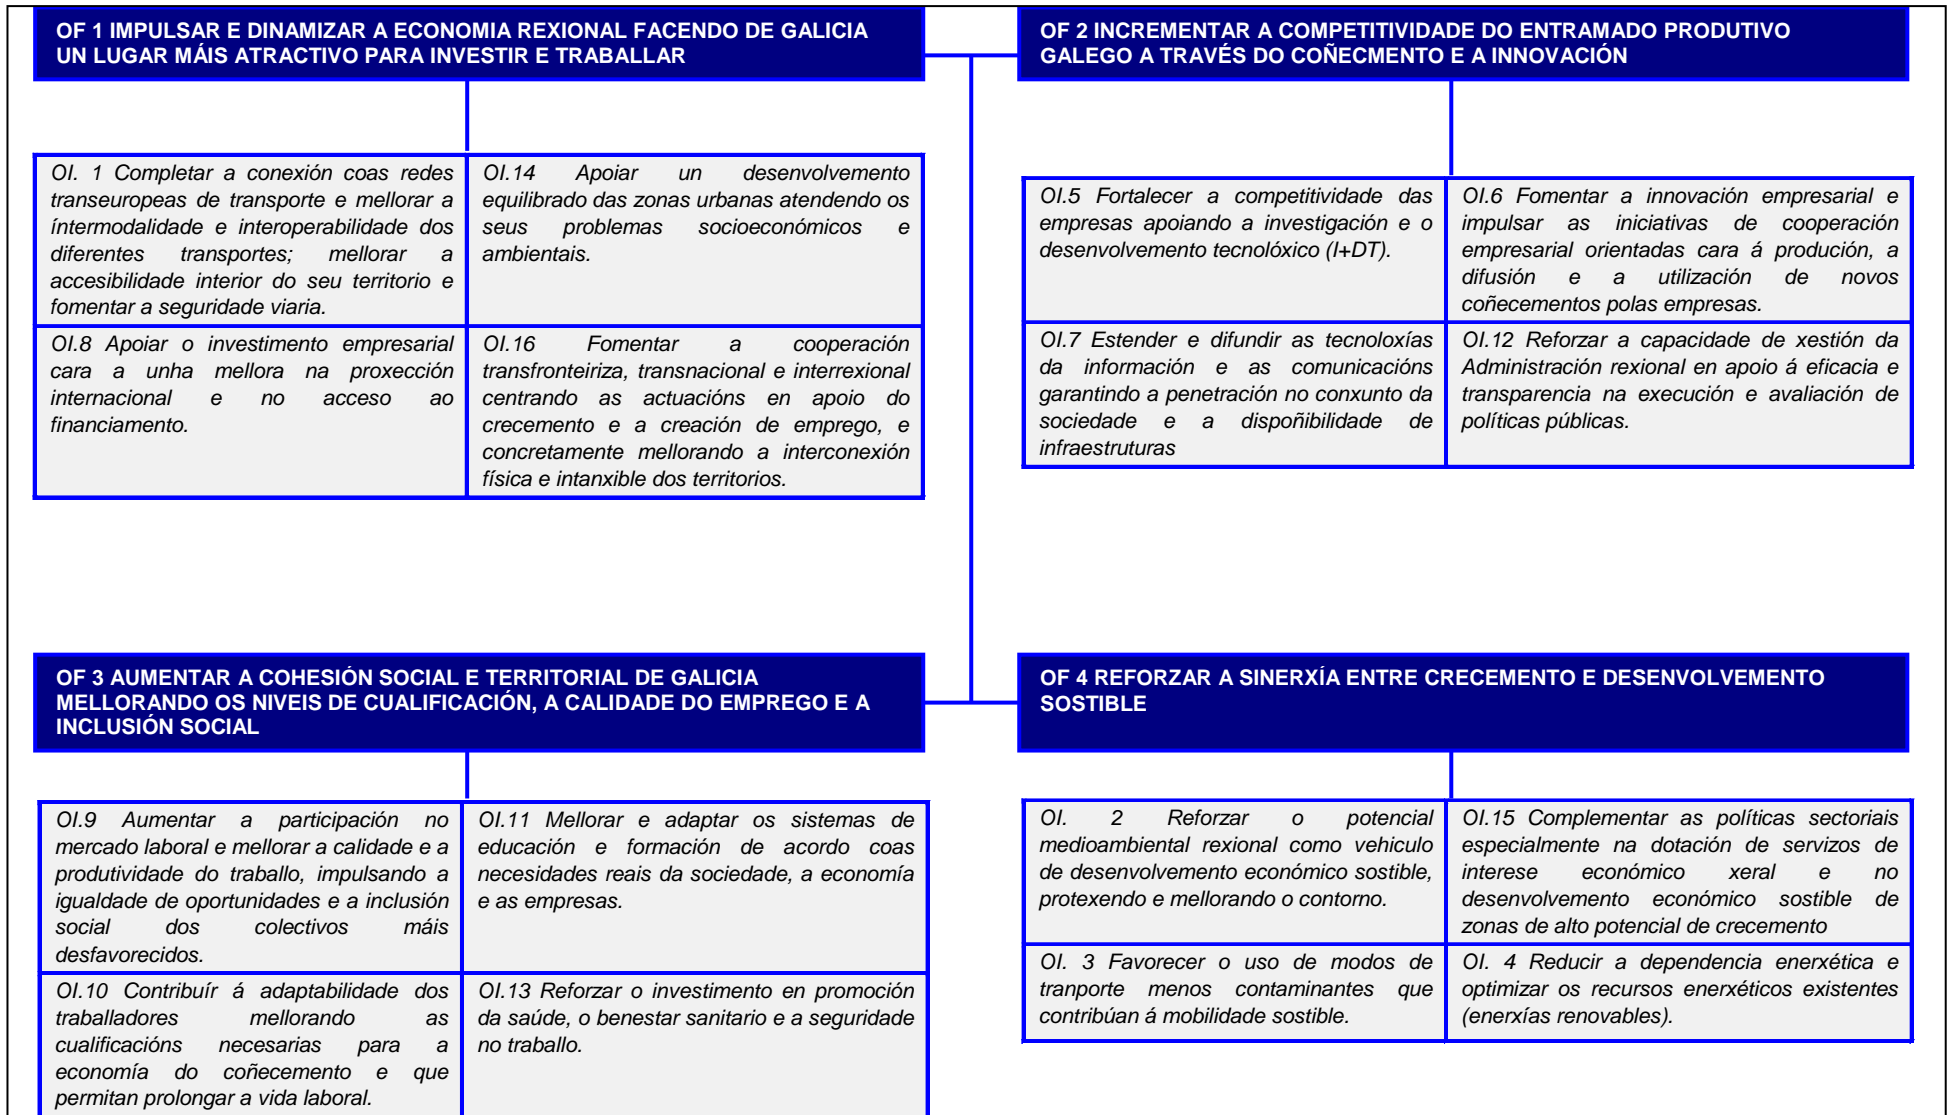 OF 1 IMPULSAR E DINAMIZAR A ECONOMIA REXIONAL FACENDO DE GALICIA
UN LUGAR MÁIS ATRACTIVO PARA INVESTIR E TRABALLAR
OI. 1 Completar a conexión coas redes
transeuropeas de transporte e mellorar a
íntermodalidade e interoperabilidade dos
diferentes transportes; mellorar a
accesibilidade interior do seu territorio e
fomentar a seguridade viaria.
OI.14 Apoiar un desenvolvemento
equilibrado das zonas urbanas atendendo os
seus problemas socioeconómicos e
ambientais.
OI.8 Apoiar o investimento empresarial
cara a unha mellora na proxección
internacional e no acceso ao
financiamento.
OI.16 Fomentar a cooperación
transfronteiriza, transnacional e interrexional
centrando as actuacións en apoio do
crecemento e a creación de emprego, e
concretamente mellorando a interconexión
física e intanxible dos territorios.
OF 2 INCREMENTAR A COMPETITIVIDADE DO ENTRAMADO PRODUTIVO
GALEGO A TRAVÉS DO COÑECMENTO E A INNOVACIÓN
OI.5 Fortalecer a competitividade das
empresas apoiando a investigación e o
desenvolvemento tecnolóxico (I+DT).
OI.6 Fomentar a innovación empresarial e
impulsar as iniciativas de cooperación
empresarial orientadas cara á produción, a
difusión e a utilización de novos
coñecementos polas empresas.
OI.7 Estender e difundir as tecnoloxías
da información e as comunicacións
garantindo a penetración no conxunto da
sociedade e a dispoñibilidade de
infraestruturas
OI.12 Reforzar a capacidade de xestión da
Administración rexional en apoio á eficacia e
transparencia na execución e avaliación de
políticas públicas.
OF 3 AUMENTAR A COHESIÓN SOCIAL E TERRITORIAL DE GALICIA
MELLORANDO OS NIVEIS DE CUALIFICACIÓN, A CALIDADE DO EMPREGO E A
INCLUSIÓN SOCIAL
OI.9 Aumentar a participación no
mercado laboral e mellorar a calidade e a
produtividade do traballo, impulsando a
igualdade de oportunidades e a inclusión
social dos colectivos máis
desfavorecidos.
OI.11 Mellorar e adaptar os sistemas de
educación e formación de acordo coas
necesidades reais da sociedade, a economía
e as empresas.
OI.10 Contribuír á adaptabilidade dos
traballadores mellorando as
cualificacións necesarias para a
economía do coñecemento e que
permitan prolongar a vida laboral.
OI.13 Reforzar o investimento en promoción
da saúde, o benestar sanitario e a seguridade
no traballo.
OF 4 REFORZAR A SINERXÍA ENTRE CRECEMENTO E DESENVOLVEMENTO
SOSTIBLE
OI. 2 Reforzar o potencial
medioambiental rexional como vehiculo
de desenvolvemento económico sostible,
protexendo e mellorando o contorno.
OI.15 Complementar as políticas sectoriais
especialmente na dotación de servizos de
interese económico xeral e no
desenvolvemento económico sostible de
zonas de alto potencial de crecemento
OI. 3 Favorecer o uso de modos de
tranporte menos contaminantes que
contribúan á mobilidade sostible.
OI. 4 Reducir a dependencia enerxética e
optimizar os recursos enerxéticos existentes
(enerxías renovables).